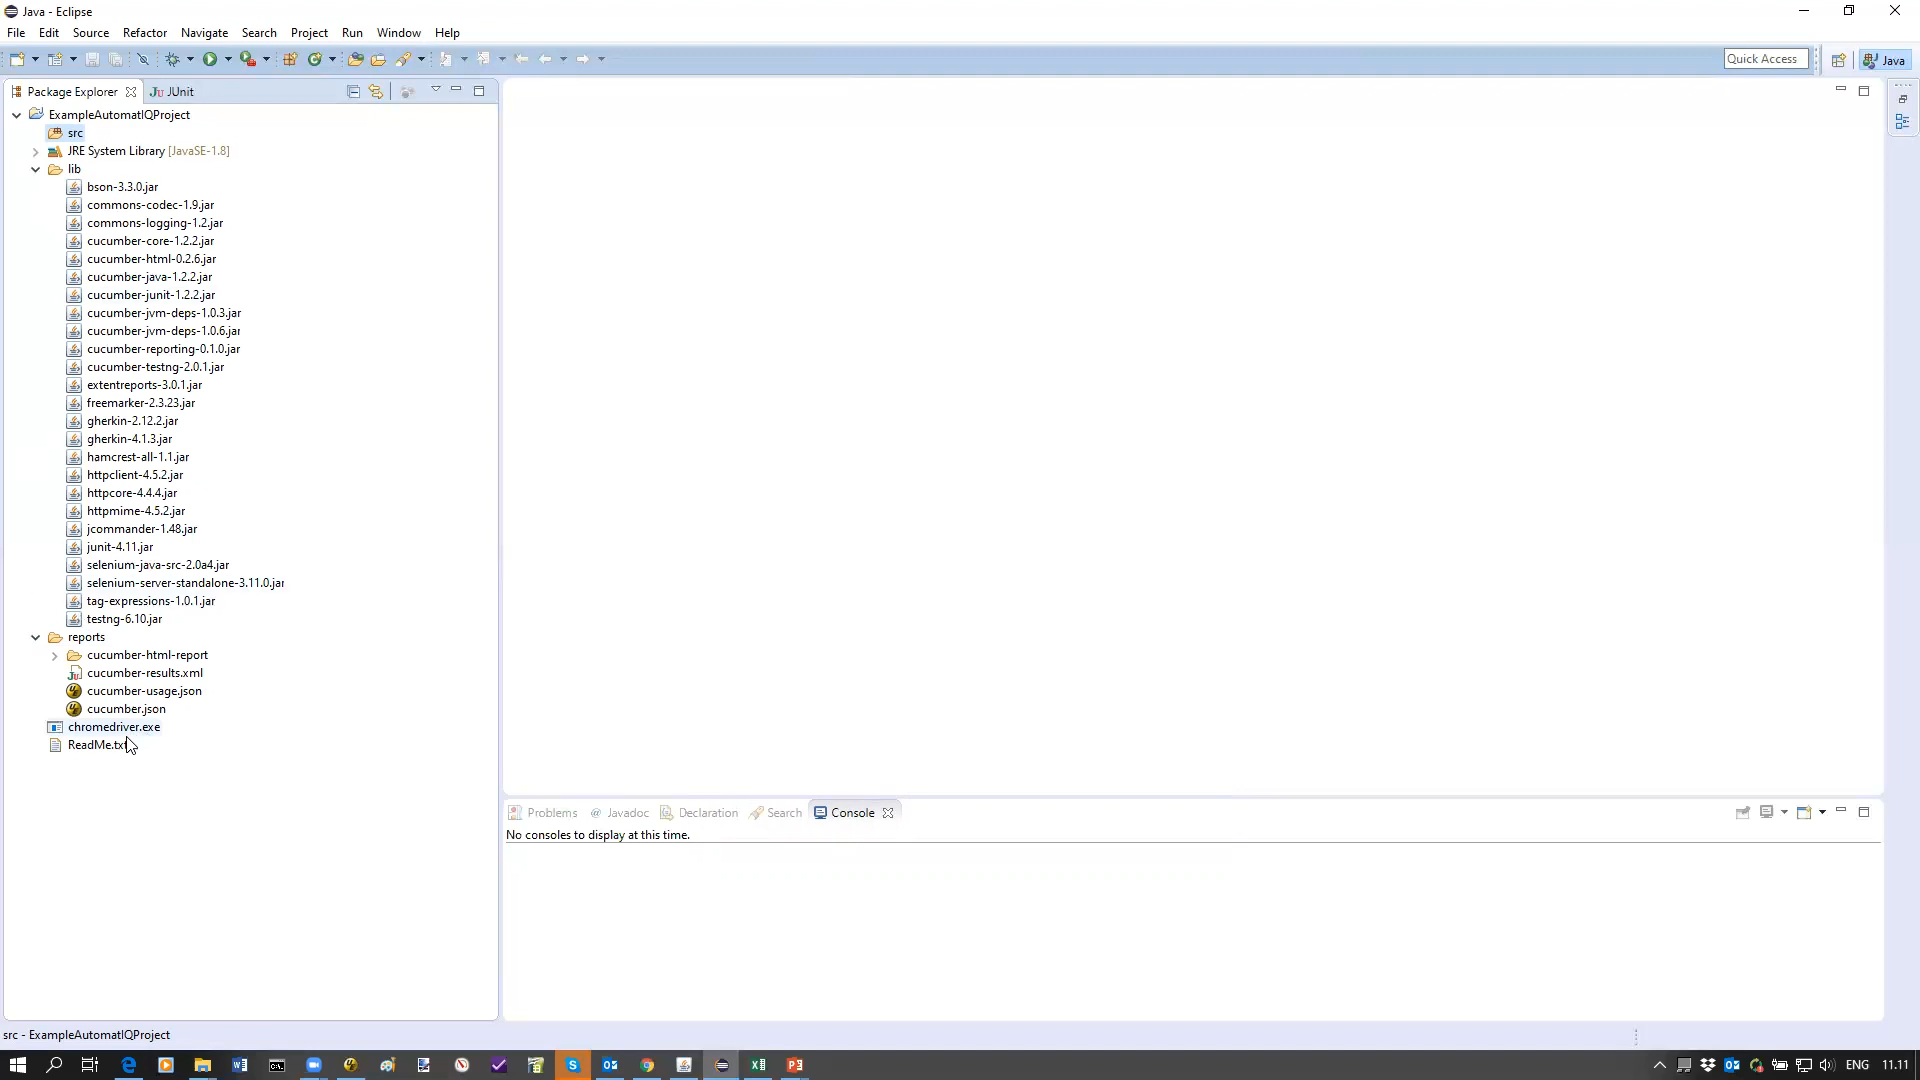 Java - Eclipse
File Edit Source Refactor Navigate Search Project Run Window Help
Quick Access Java
Package Explorer JUnit
ExampleAutomatIQProject
src
JRE System Library [JavaSE-1.8]
lib
bson-3.3.0.jar
commons-codec-1.9.jar
commons-logging-1.2.jar
cucumber-core-1.2.2.jar
cucumber-html-0.2.6.jar
cucumber-java-1.2.2.jar
cucumber-junit-1.2.2.jar
cucumber-jvm-deps-1.0.3.jar
cucumber-jvm-deps-1.0.6.jar
cucumber-reporting-0.1.0.jar
cucumber-testng-2.0.1.jar
extentreports-3.0.1.jar
freemarker-2.3.23.jar
gherkin-2.12.2.jar
gherkin-4.1.3.jar
hamcrest-all-1.1.jar
httpclient-4.5.2.jar
httpcore-4.4.4.jar
httpmime-4.5.2.jar
jcommander-1.48.jar
junit-4.11.jar
selenium-java-src-2.0a4.jar
selenium-server-standalone-3.11.0.jar
tag-expressions-1.0.1.jar
testng-6.10.jar
reports
cucumber-html-report
cucumber-results.xml
cucumber-usage.json
cucumber.json
chromedriver.exe
ReadMe.txt
Problems Javadoc Declaration Search Console
No consoles to display at this time.
src - ExampleAutomatIQProject
ENG 11.11